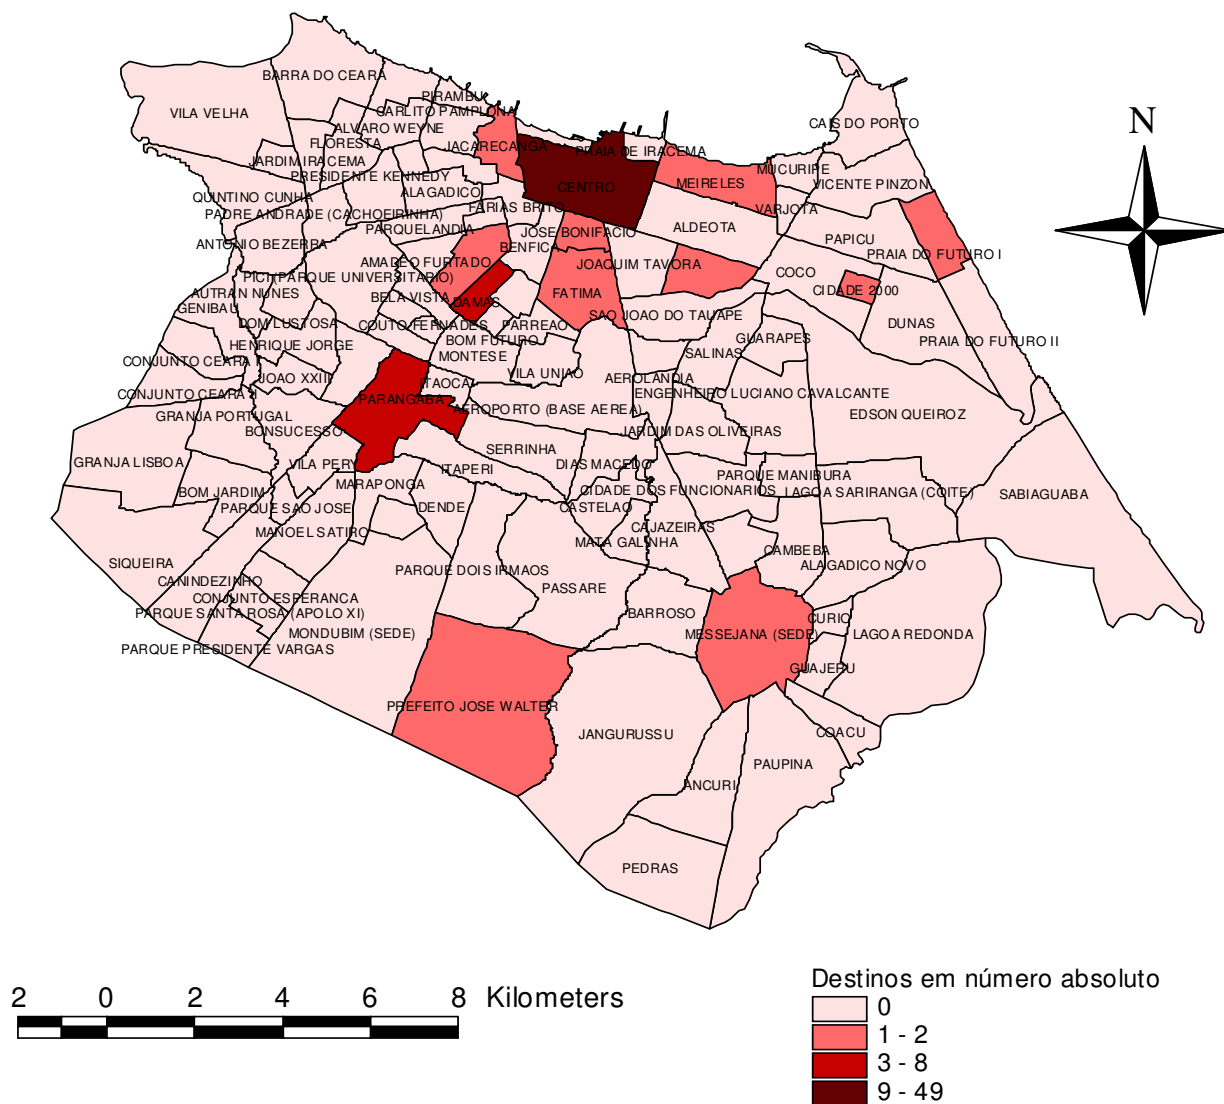 BARRA DO CEARA
VILA VELHA
PIRAMBU
CARLITO PAMPLONA
ALVARO WEYNE
FLORESTA
JACARECANGA
JARDIM IRACEMA
PRESIDENTE KENNEDY
PRAIA DE IRACEMA
CAIS DO PORTO
N
MUCURIPE
VICENTE PINZON
CENTRO
MEIRELES
QUINTINO CUNHA
ALAGADICO
FARIAS BRITO
VARJOTA
PADRE ANDRADE (CACHOEIRINHA)
PARQUELANDIA
JOSE BONIFACIO
ALDEOTA
ANTONIO BEZERRA
BENFICA
PAPICU
PRAIA DO FUTURO I
AMADEO FURTADO
JOAQUIM TAVORA
PICI (PARQUE UNIVERSITARIO)
COCO
AUTRAN NUNES
BELA VISTA
DAMAS
FATIMA
CIDADE 2000
GENIBAU
DOM LUSTOSA
COUTO FERNADES
PARREAO
SAO JOAO DO TAUAPE
DUNAS
HENRIQUE JORGE
BOM FUTURO
GUARAPES
PRAIA DO FUTURO II
CONJUNTO CEARA I
MONTESE
SALINAS
JOAO XXIII
ITAOCA
VILA UNIAO
AEROLANDIA
CONJUNTO CEARA II
PARANGABA
ENGENHEIRO LUCIANO CAVALCANTE
GRANJA PORTUGAL
AEROPORTO (BASE AEREA)
EDSON QUEIROZ
BONSUCESSO
JARDIM DAS OLIVEIRAS
SERRINHA
GRANJA LISBOA
VILA PERY
ITAPERI
DIAS MACEDO
PARQUE MANIBURA
MARAPONGA
BOM JARDIM
CIDADE DOS FUNCIONARIOS
LAGOA SARIRANGA (COITE)
SABIAGUABA
PARQUE SAO JOSE
DENDE
CASTELAO
MANOEL SATIRO
CAJAZEIRAS
MATA GALINHA
CAMBEBA
SIQUEIRA
PARQUE DOIS IRMAOS
ALAGADICO NOVO
CANINDEZINHO
PASSARE
CONJUNTO ESPERANCA
PARQUE SANTA ROSA (APOLO XI)
BARROSO
CURIO
MONDUBIM (SEDE)
MESSEJANA (SEDE)
LAGOA REDONDA
PARQUE PRESIDENTE VARGAS
GUAJERU
PREFEITO JOSE WALTER
JANGURUSSU
COACU
PAUPINA
ANCURI
PEDRAS
2 0 2 4 6 8 Kilometers
Destinos em número absoluto
0
1 - 2
3 - 8
9 - 49